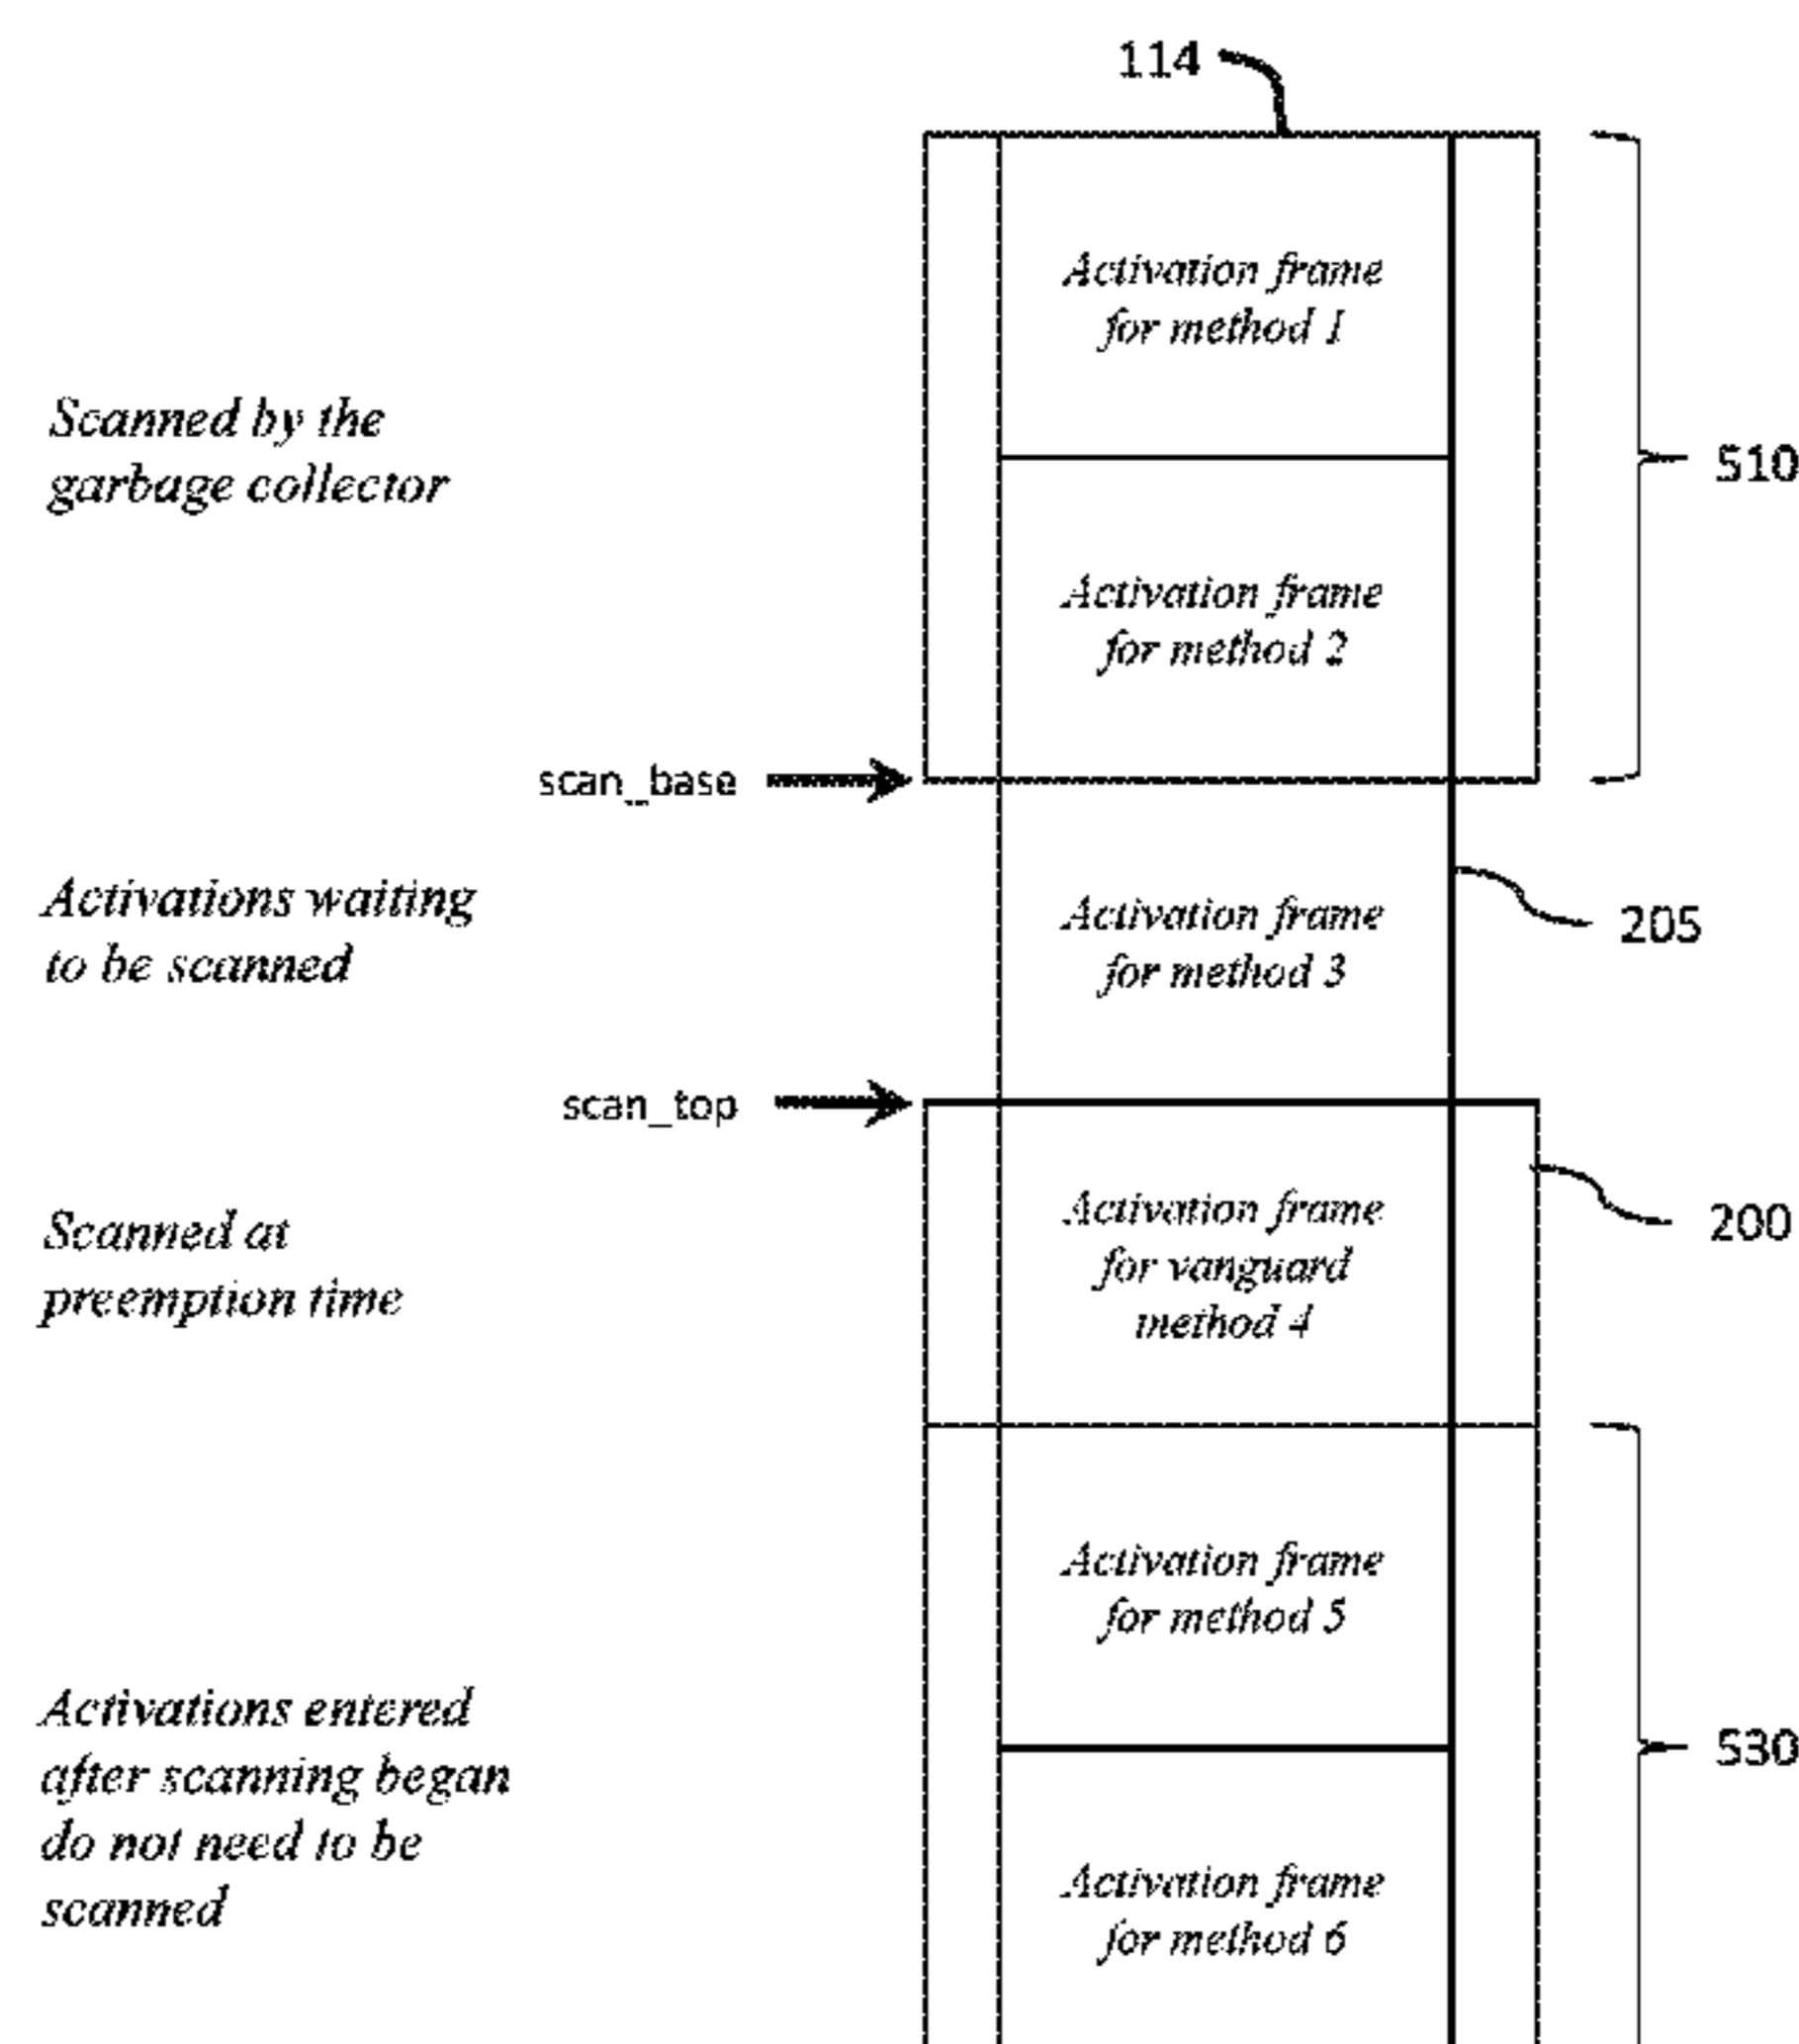 114
Activation frame
for method 1
Scanned by the
garbage collector
510
Activation frame
for method 2
scan_base
Activations waiting
to be scanned
Activation frame
for method 3
205
scan_top
Scanned at
preemption time
Activation frame
for vanguard
method 4
200
Activation frame
for method 5
Activations entered
after scanning began
do not need to be
scanned
530
Activation frame
for method 6